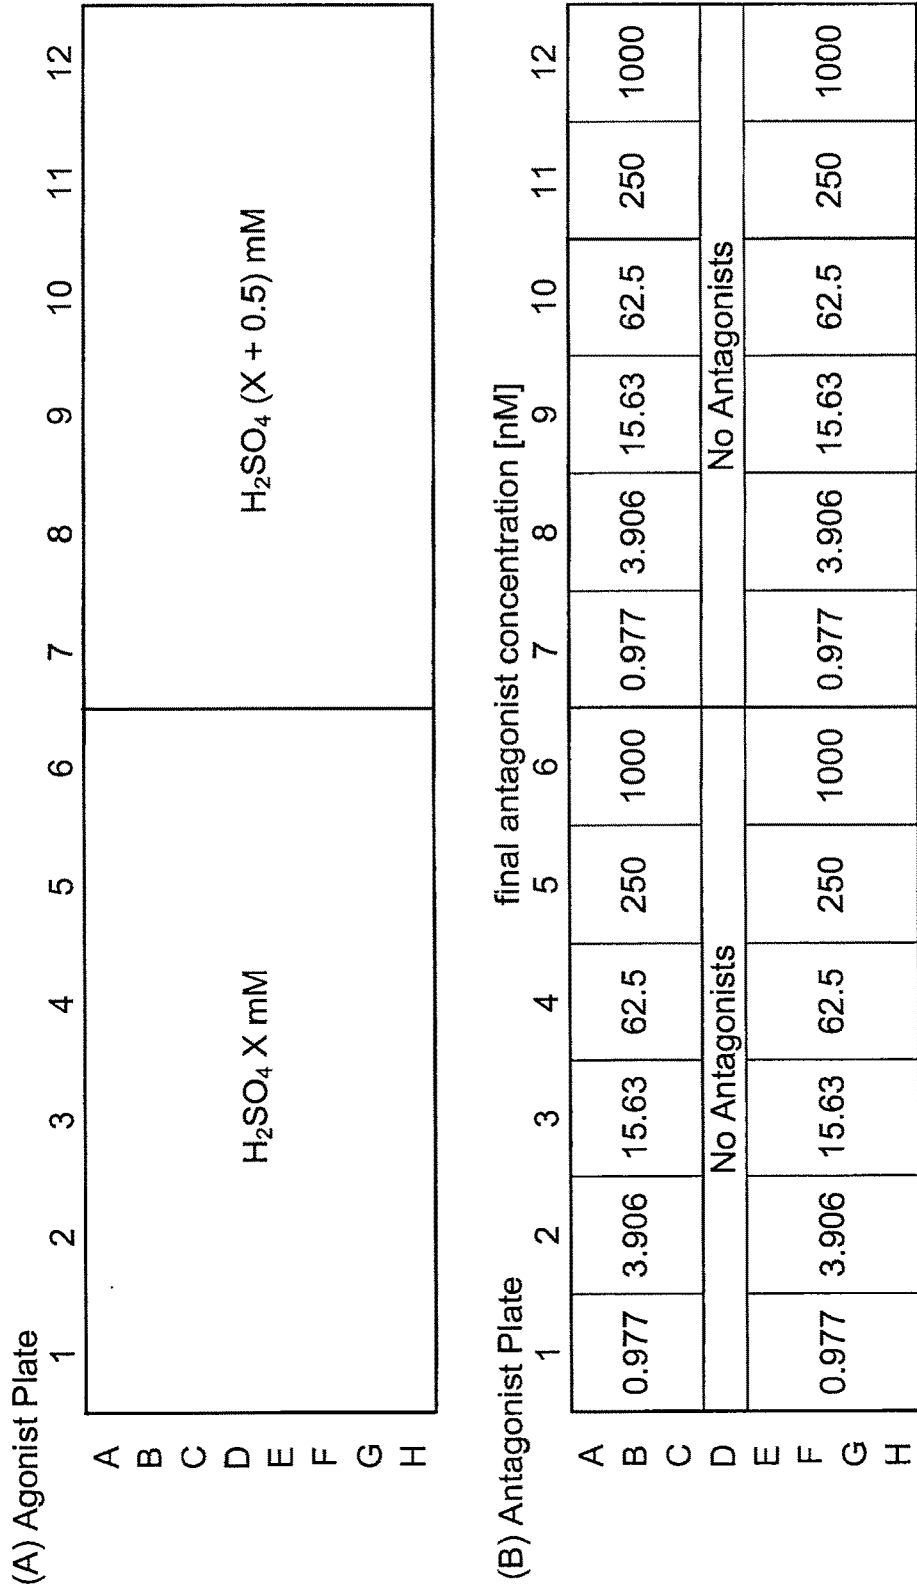 (A) Agonist Plate
1 2 3 4 5 6 7 8 9 10 11 12
A
B
C
D
E
F
G
H
H₂SO₄ X mM
H₂SO₄ (X + 0.5) mM
(B) Antagonist Plate
final antagonist concentration [nM]
1 2 3 4 5 6 7 8 9 10 11 12
A
B 0.977 3.906 15.63 62.5 250 1000 0.977 3.906 15.63 62.5 250 1000
C
D No Antagonists No Antagonists
E
F 0.977 3.906 15.63 62.5 250 1000 0.977 3.906 15.63 62.5 250 1000
G
H